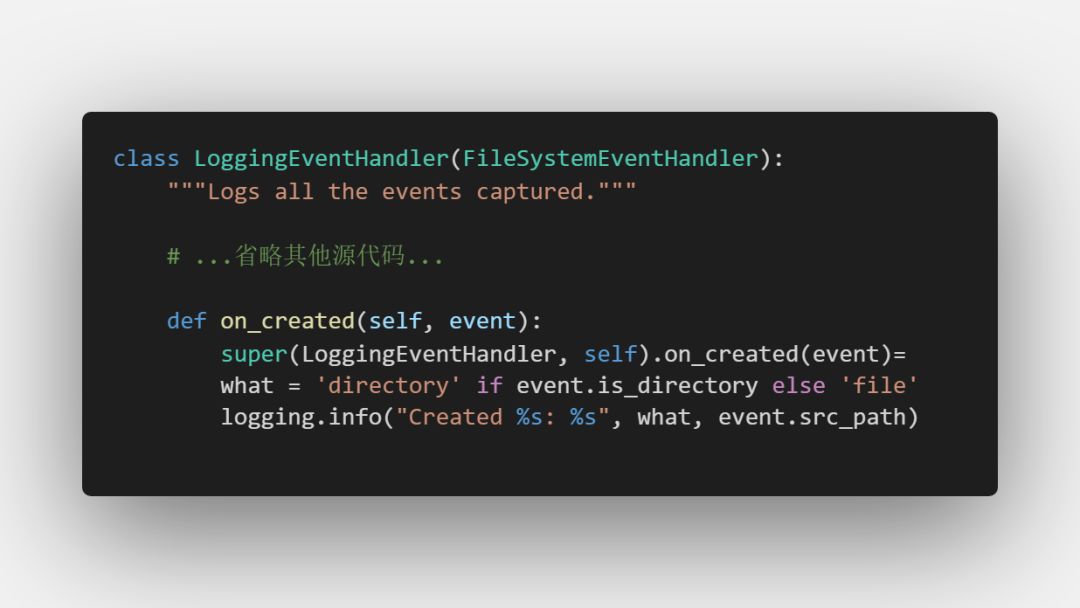 class LoggingEventHandler(FileSystemEventHandler):
    """Logs all the events captured."""
    # ...省略其他源代码...
    def on_created(self, event):
        super(LoggingEventHandler, self).on_created(event)=
        what = 'directory' if event.is_directory else 'file'
        logging.info("Created %s: %s", what, event.src_path)